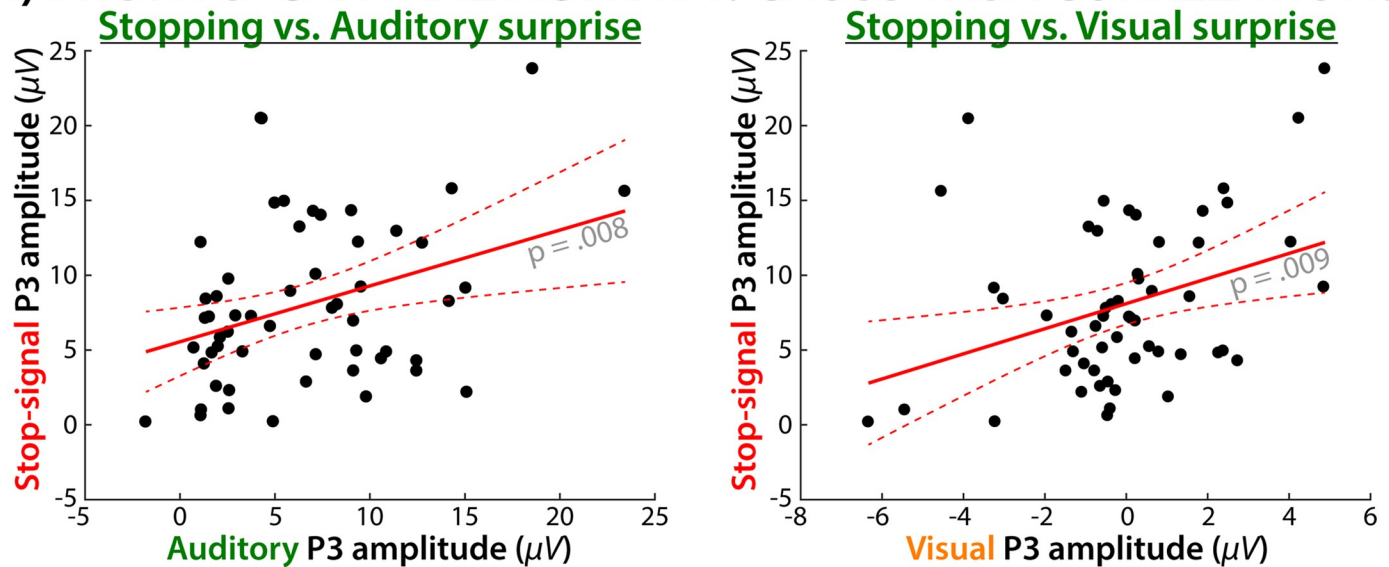 Stopping vs. Auditory surprise
25
20
15
10
5
0
-5
Stop-signal P3 amplitude (μV)
p = .008
-5 0 5 10 15 20 25
Auditory P3 amplitude (μV)
Stopping vs. Visual surprise
25
20
15
10
5
0
-5
Stop-signal P3 amplitude (μV)
p = .009
-8 -6 -4 -2 0 2 4 6
Visual P3 amplitude (μV)